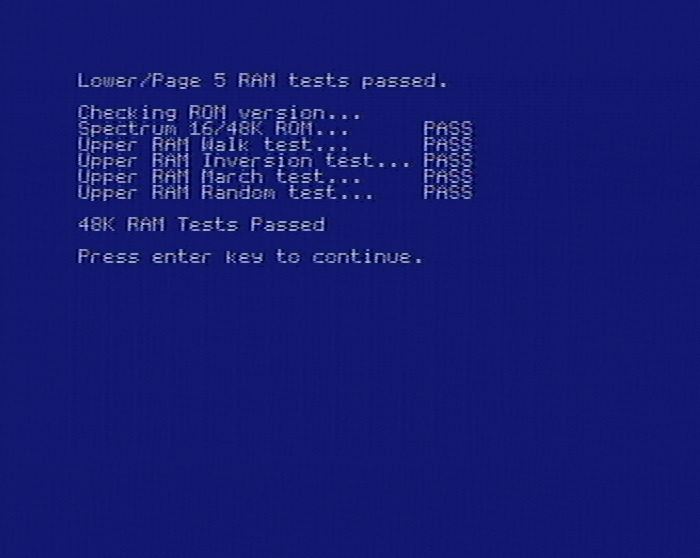 Lower/Page 5 RAM tests passed.
Checking ROM version...
Spectrum 16/48K ROM... PASS
Upper RAM Walk test... PASS
Upper RAM Inversion test... PASS
Upper RAM March test... PASS
Upper RAM Random test... PASS
48K RAM Tests Passed
Press enter key to continue.